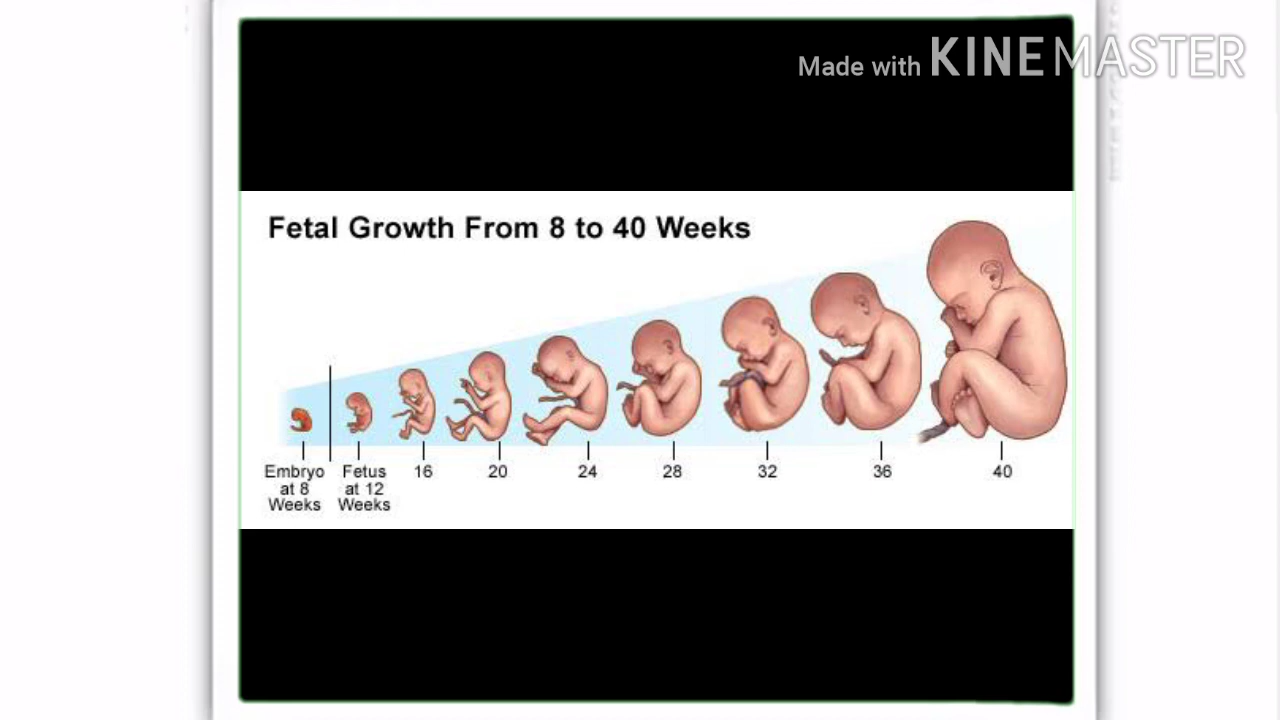 Made with KINEMASTER
Fetal Growth From 8 to 40 Weeks
Embryo at 8 Weeks
Fetus at 12 Weeks
16
20
24
28
32
36
40